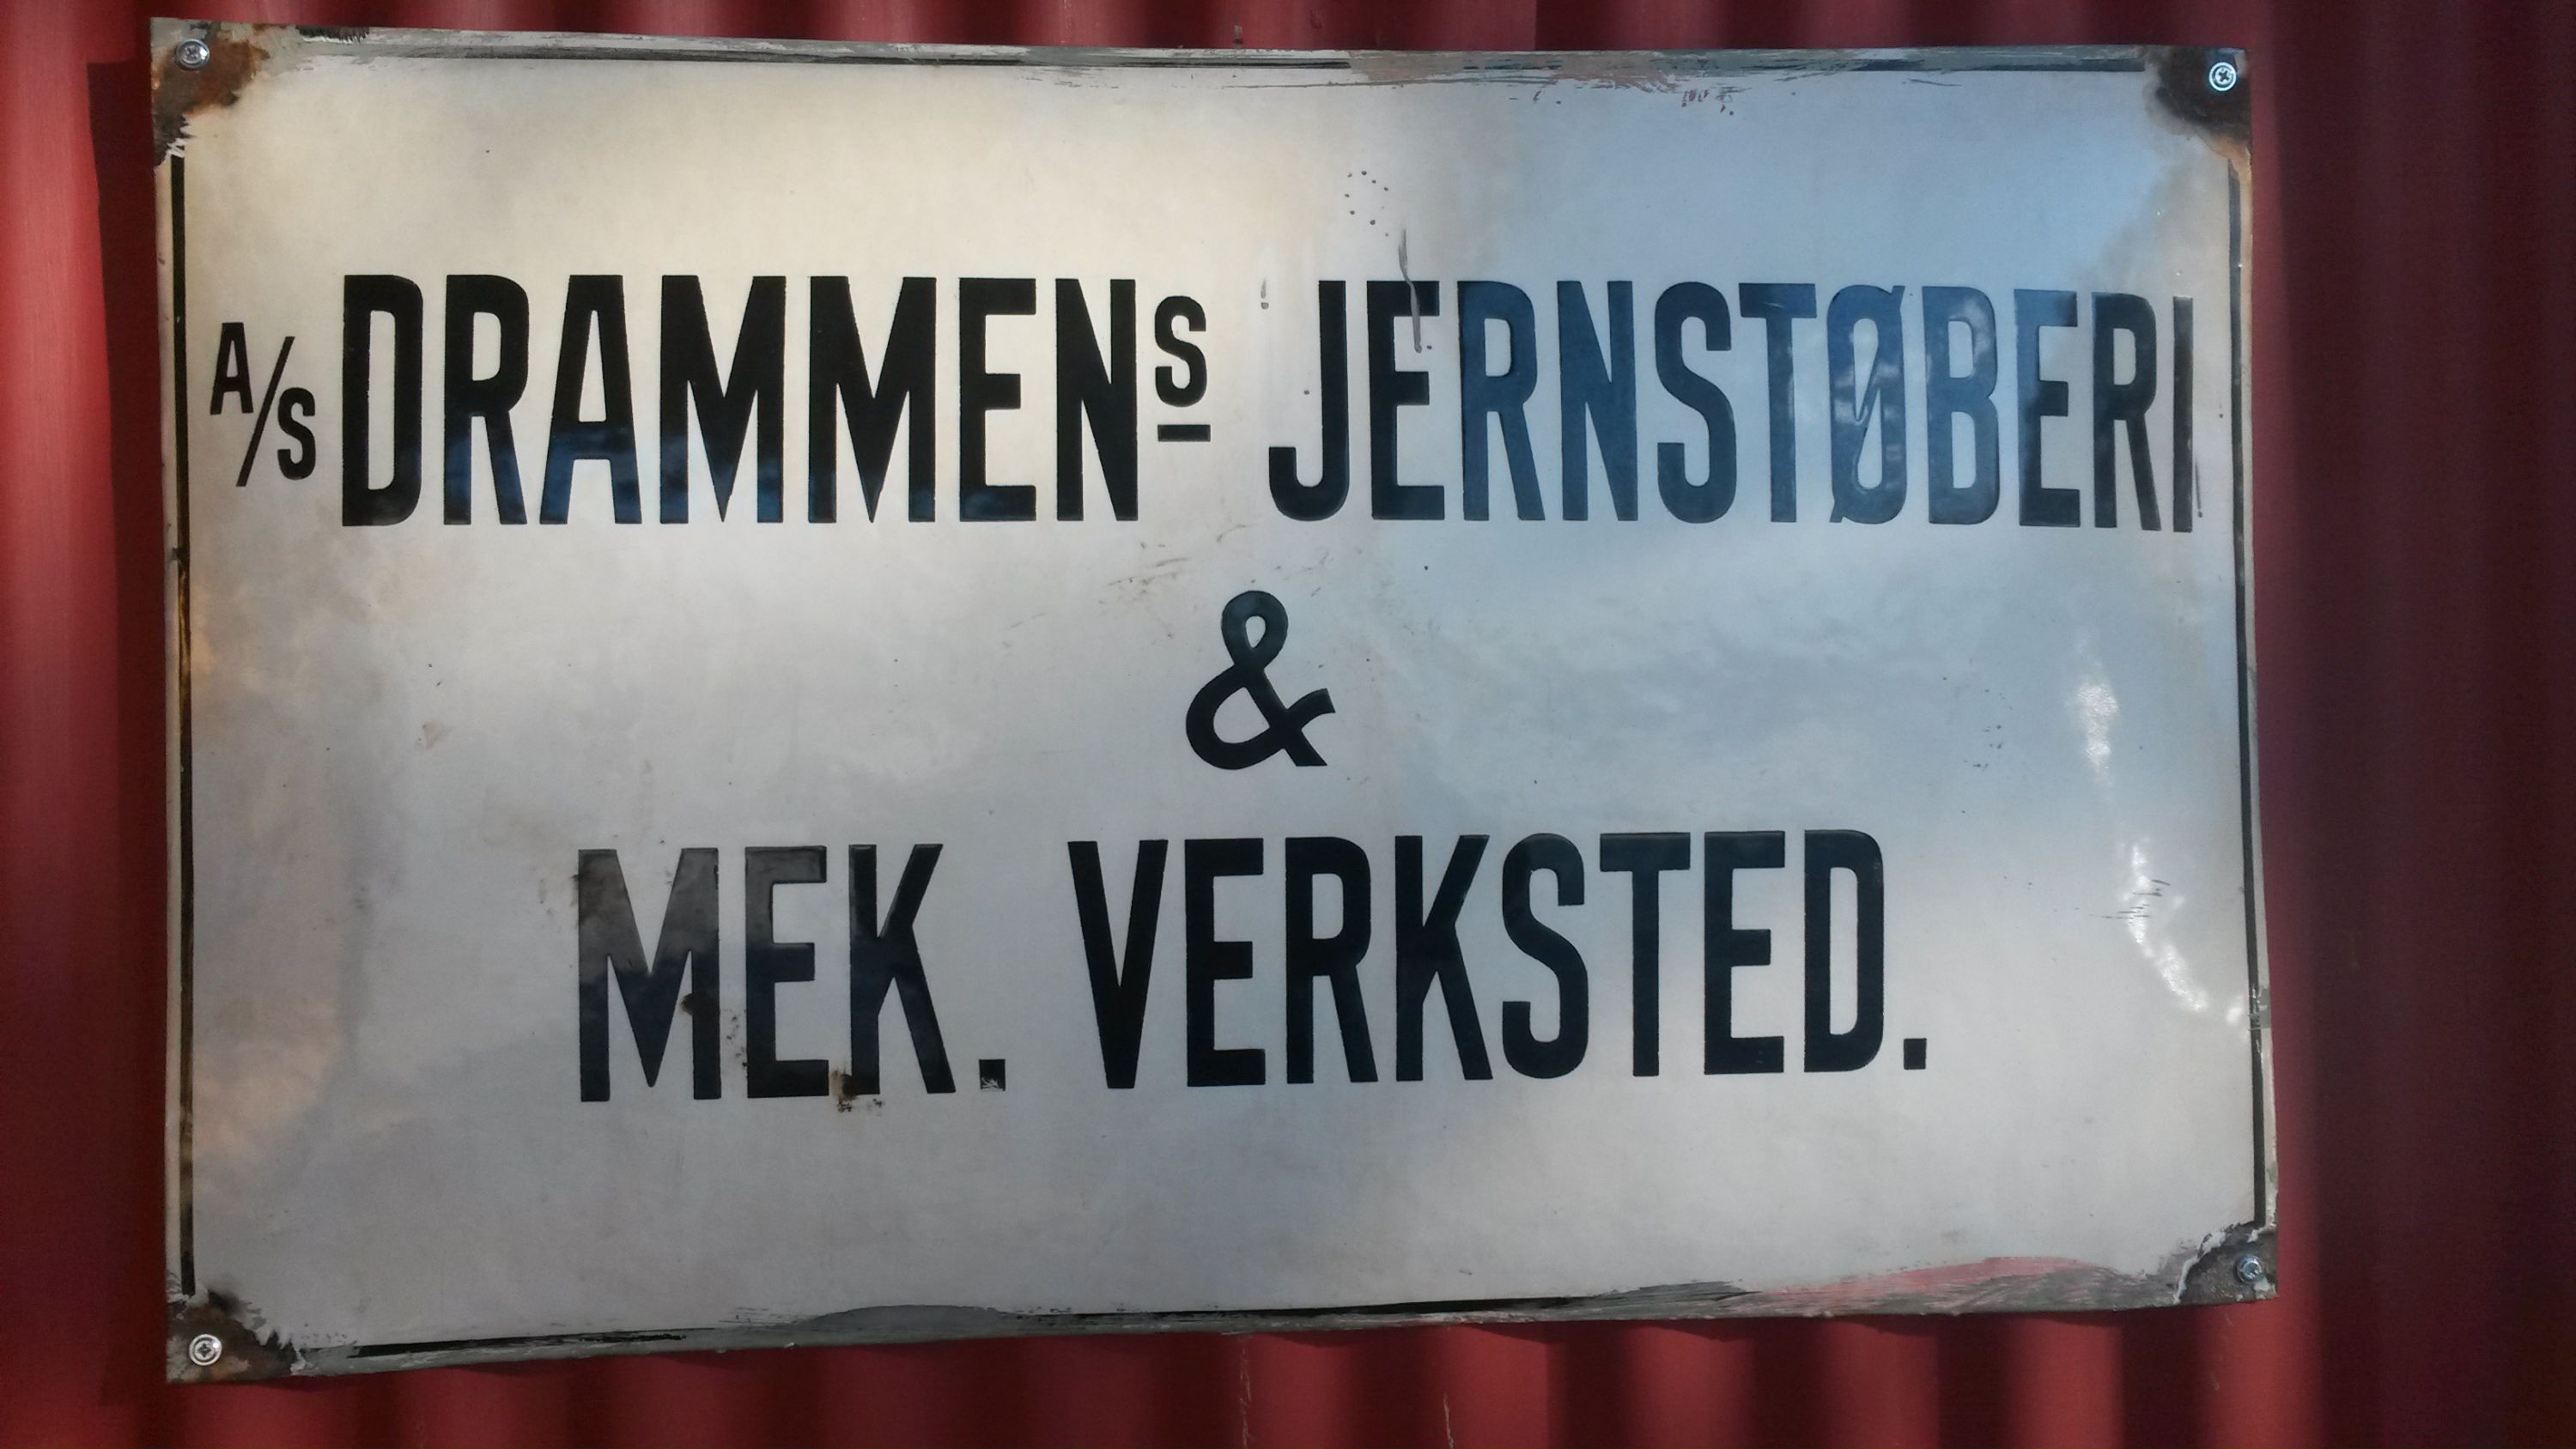 A/S DRAMMENS JERNSTØBERI
&
MEK. VERKSTED.